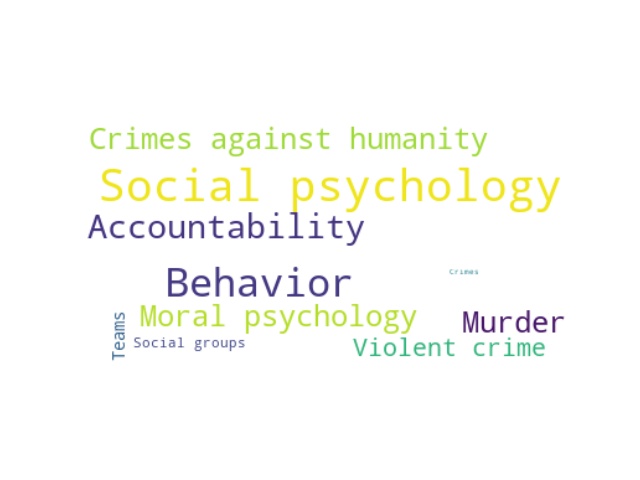 Crimes against humanity
Social psychology
Accountability
Crimes
Behavior
Moral psychology
Murder
Teams
Social groups
Violent crime